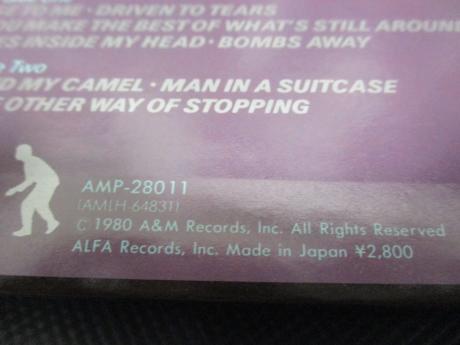 DRIVEN TO TEARS
MAKE THE BEST OF WHAT'S STILL AROUND
INSIDE MY HEAD · BOMBS AWAY
Two
MY CAMEL · MAN IN A SUITCASE
OTHER WAY OF STOPPING
AMP-28011
(AMLH-64831)
© 1980 A&M Records, Inc. All Rights Reserved
ALFA Records, Inc. Made in Japan ¥2,800